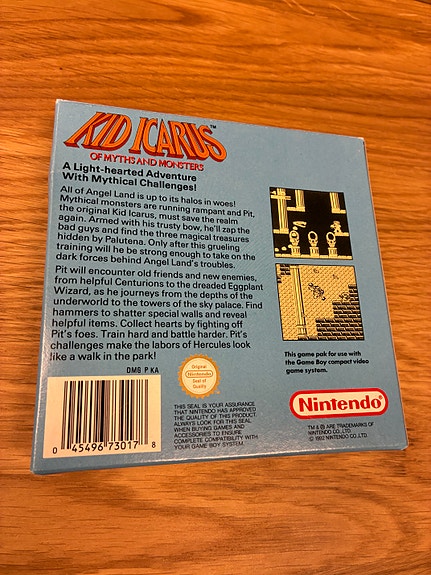 KID ICARUS™
OF MYTHS AND MONSTERS
A Light-hearted Adventure
With Mythical Challenges!
All of Angel Land is up to its halos in woes!
Mythical monsters are running rampant and Pit,
the original Kid Icarus, must save the realm
again. Armed with his trusty bow, he'll zap the
bad guys and find the three magical treasures
hidden by Palutena. Only after this grueling
training will he be strong enough to take on the
dark forces behind Angel Land's troubles.
Pit will encounter old friends and new enemies,
from helpful Centurions to the dreaded Eggplant
Wizard, as he journeys from the depths of the
underworld to the towers of the sky palace. Find
hammers to shatter special walls and reveal
helpful items. Collect hearts by fighting off
Pit's foes. Train hard and battle harder. Pit's
challenges make the labors of Hercules look
like a walk in the park!
This game pak for use with
the Game Boy compact video
game system.
DMG P KA
0 45496 73017 8
Original
Nintendo
Seal of
Quality
THIS SEAL IS YOUR ASSURANCE
THAT NINTENDO HAS APPROVED
THE QUALITY OF THIS PRODUCT.
ALWAYS LOOK FOR THIS SEAL
WHEN BUYING GAMES AND
ACCESSORIES TO ENSURE
COMPLETE COMPATIBILITY WITH
YOUR GAME BOY SYSTEM.
Nintendo®
TM & ® ARE TRADEMARKS OF
NINTENDO CO., LTD.
© 1992 NINTENDO CO., LTD.